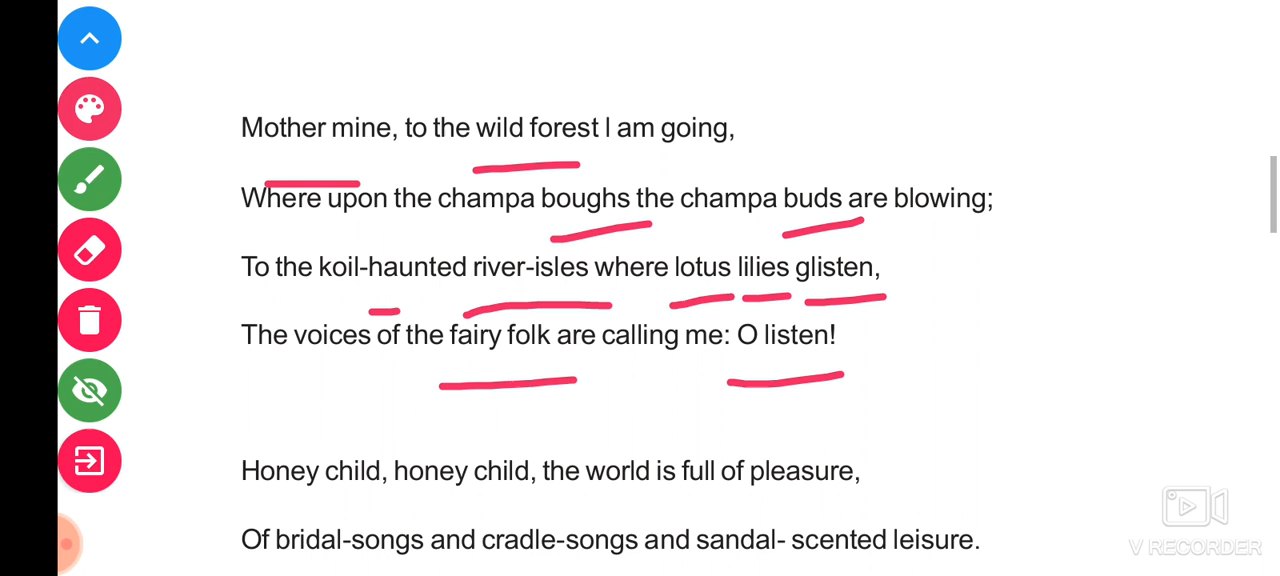 Mother mine, to the wild forest I am going,
Where upon the champa boughs the champa buds are blowing;
To the koil-haunted river-isles where lotus lilies glisten,
The voices of the fairy folk are calling me: O listen!
Honey child, honey child, the world is full of pleasure,
Of bridal-songs and cradle-songs and sandal- scented leisure.
V RECORDER